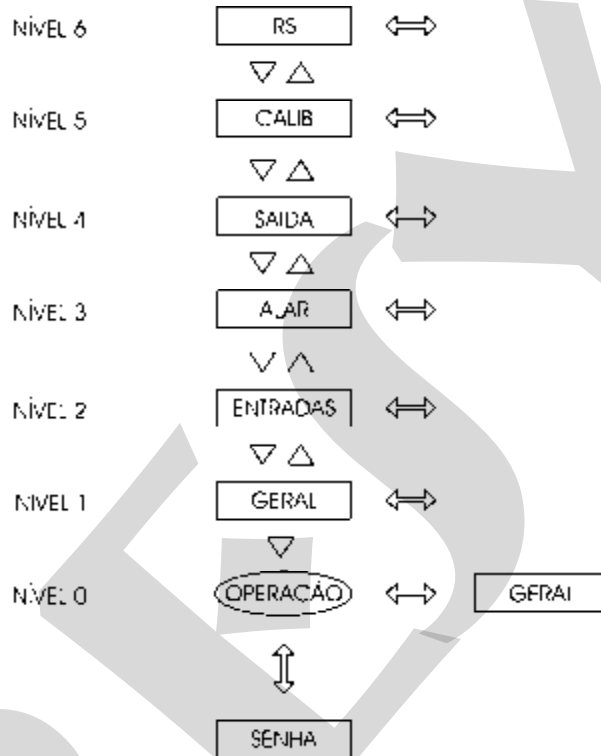 NÍVEL 6 RS
NÍVEL 5 CALIB
NÍVEL 4 SAIDA
NÍVEL 3
NÍVEL 2 ENTRADAS
NIVEL 1 GERAL
NÍVEL 0 OPERAÇÃO GERAL
SENHA